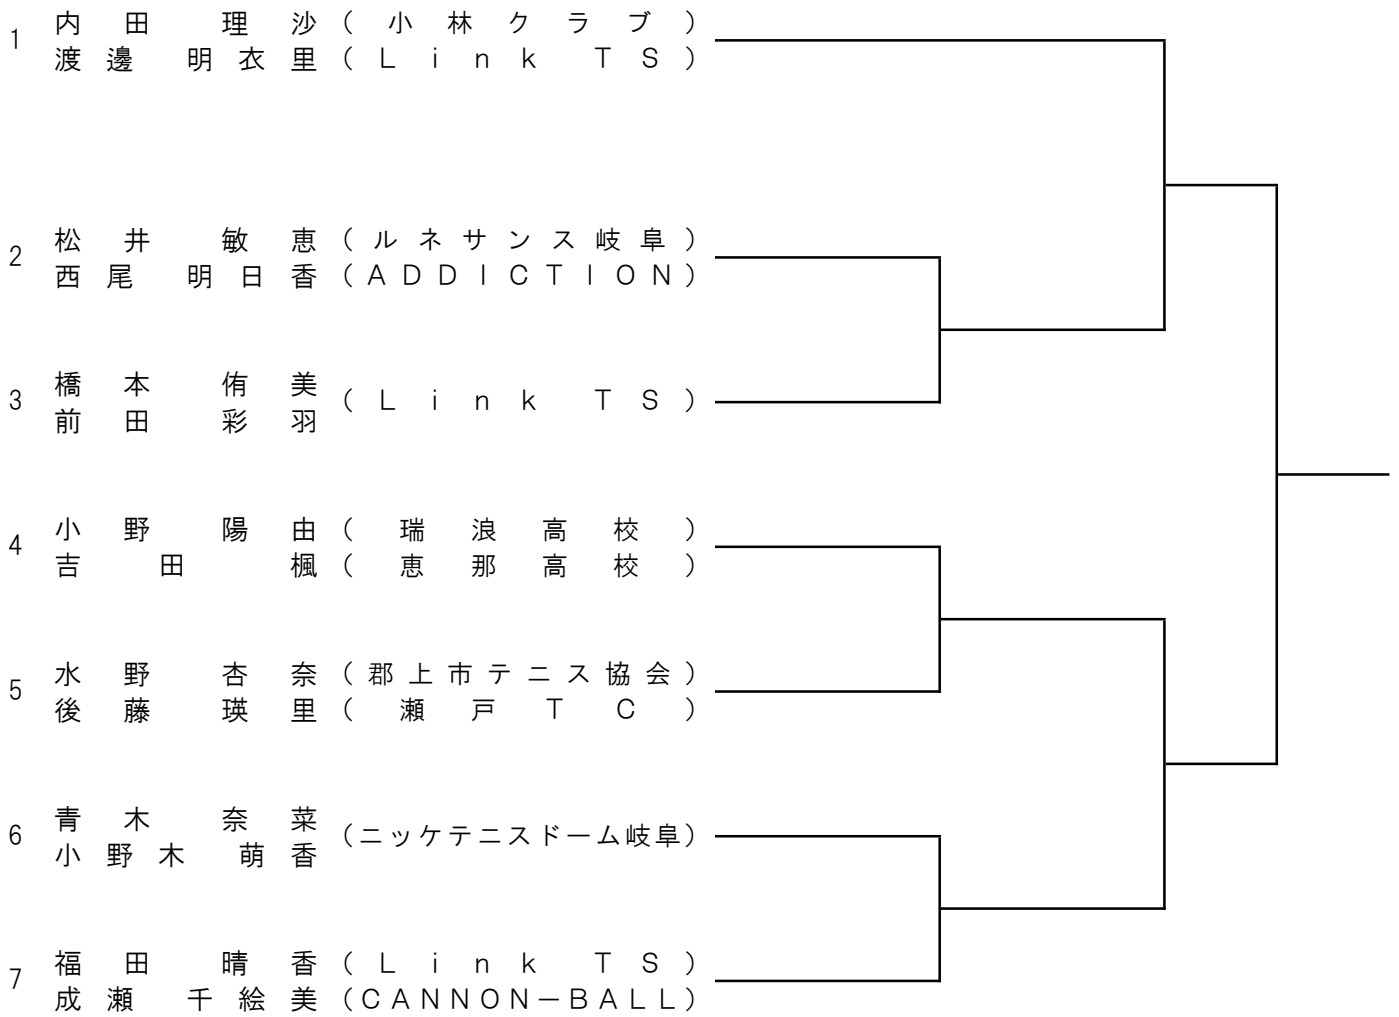 1
内田 理沙（小林クラブ）
渡邊 明衣里（Link TS）
2
松井 敏恵（ルネサンス岐阜）
西尾 明日香（ADDICTION）
3
橋本 侑美
前田 彩羽
（Link TS）
4
小野 陽由（瑞浪高校）
吉田 楓（恵那高校）
5
水野 杏奈（郡上市テニス協会）
後藤 瑛里（瀬戸TC）
6
青木 奈菜
小野木 萌香
（ニッケテニスドーム岐阜）
7
福田 晴香（Link TS）
成瀬 千絵美（CANNON－BALL）